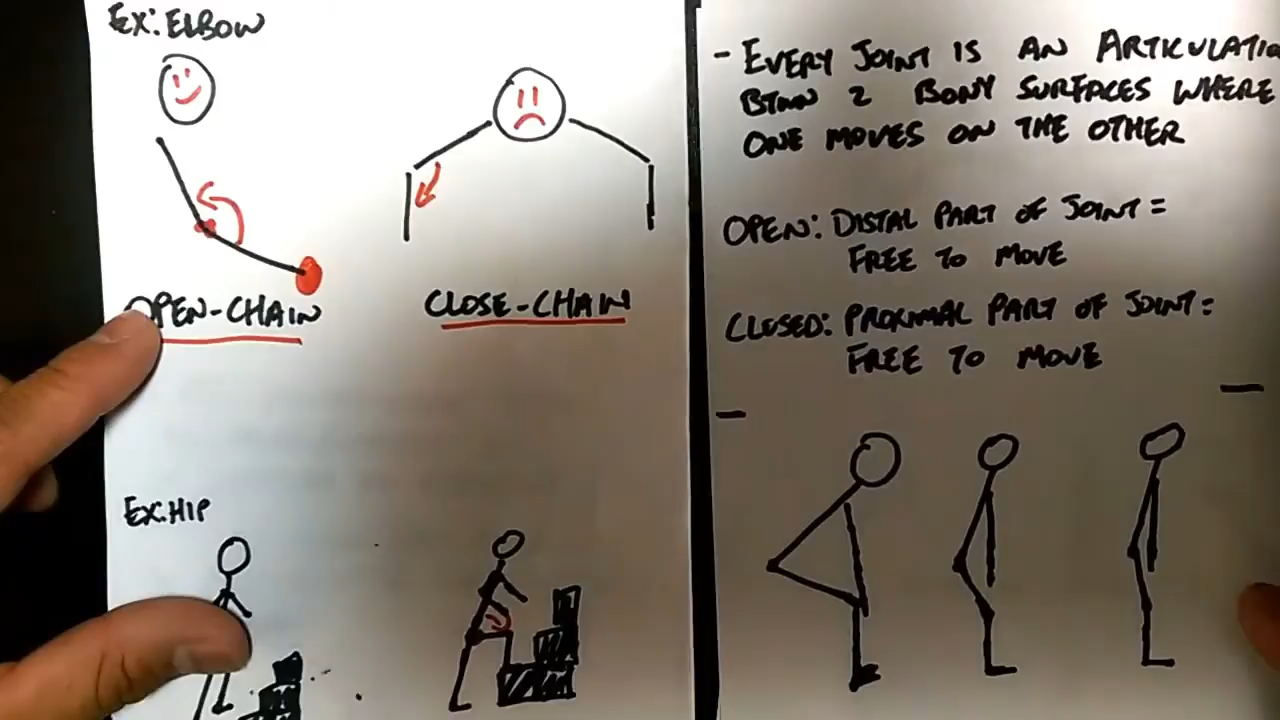 EX: ELBOW
OPEN-CHAIN
CLOSE-CHAIN
EX: HIP
- EVERY JOINT IS AN ARTICULATIO
BTWN 2 BONY SURFACES WHERE
ONE MOVES ON THE OTHER
OPEN: DISTAL PART OF JOINT =
FREE TO MOVE
CLOSED: PROXIMAL PART OF JOINT =
FREE TO MOVE